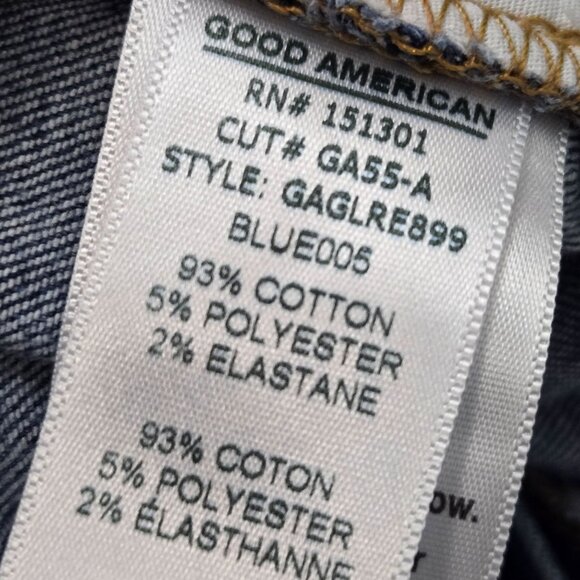 GOOD AMERICAN
RN# 151301
CUT# GA55-A
STYLE: GAGLRE899
BLUE005
93% COTTON
5% POLYESTER
2% ELASTANE
93% COTON
5% POLYESTER
2% ÉLASTHANNE
ow.
r